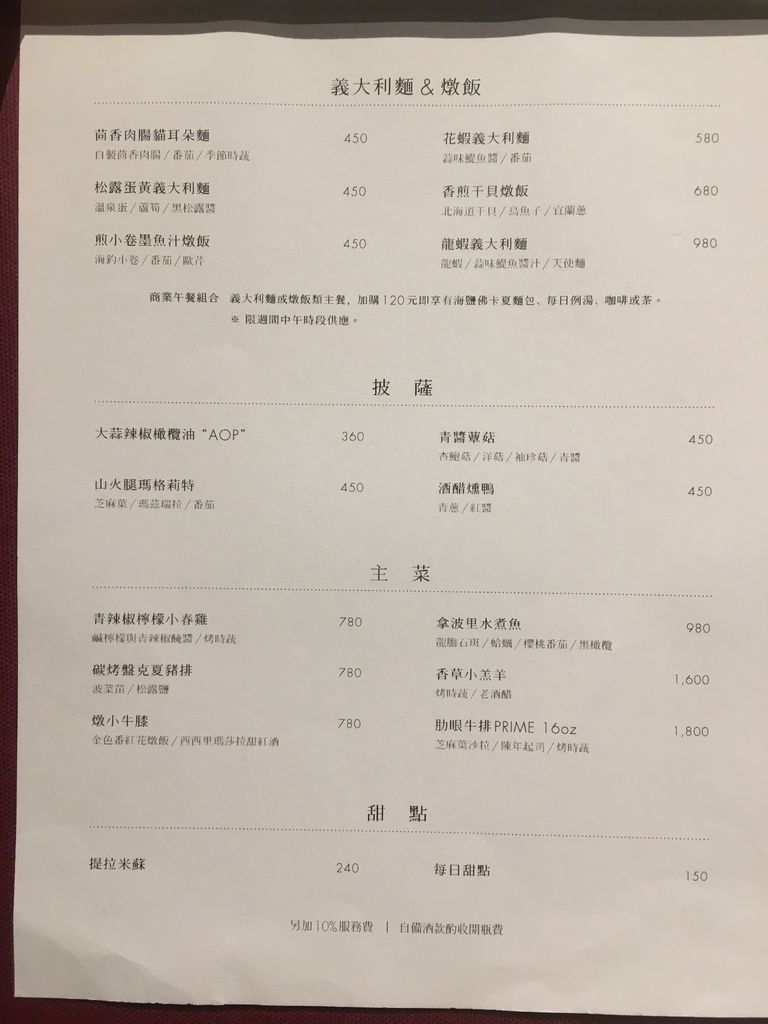 義大利麵 & 燉飯
茴香肉腸貓耳朵麵 450
自製茴香肉腸/番茄/季節時蔬
花蝦義大利麵 580
蒜味鯷魚醬/番茄
松露蛋黃義大利麵 450
溫泉蛋/蘆筍/黑松露醬
香煎干貝燉飯 680
北海道干貝/烏魚子/宜蘭蔥
煎小卷墨魚汁燉飯 450
海釣小卷/番茄/歐芹
龍蝦義大利麵 980
龍蝦/蒜味鯷魚醬汁/天使麵
商業午餐組合 義大利麵或燉飯類主餐，加購120元即享有海鹽佛卡夏麵包、每日例湯、咖啡或茶。
※ 限週間中午時段供應。
披 薩
大蒜辣椒橄欖油 “AOP” 360
青醬蕈菇 450
杏鮑菇/洋菇/袖珍菇/青醬
山火腿瑪格莉特 450
芝麻葉/瑪茲瑞拉/番茄
酒醋燻鴨 450
青蔥/紅醬
主 菜
青辣椒檸檬小春雞 780
鹹檸檬與青辣椒醃醬/烤時蔬
拿波里水煮魚 980
龍膽石斑/蛤蠣/櫻桃番茄/黑橄欖
碳烤盤克夏豬排 780
波菜苗/松露鹽
香草小羔羊 1,600
烤時蔬/老酒醋
燉小牛膝 780
金色番紅花燉飯/西西里瑪莎拉甜紅酒
肋眼牛排PRIME 16oz 1,800
芝麻葉沙拉/陳年起司/烤時蔬
甜 點
提拉米蘇 240
每日甜點 150
另加10%服務費 | 自備酒款酌收開瓶費